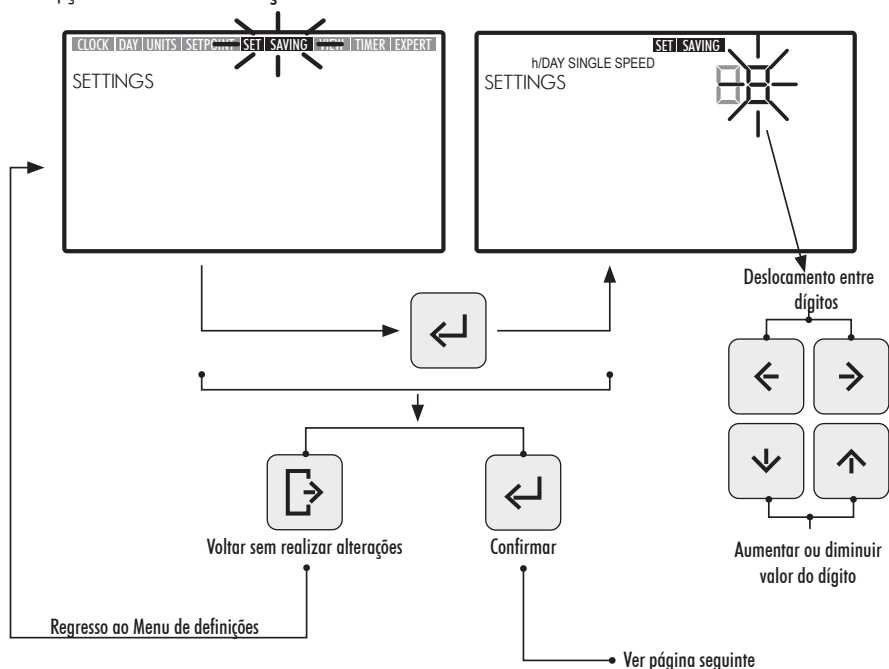 CLOCK DAY UNITS SETPOINT SET SAVING VIEW TIMER EXPERT
SETTINGS
SET SAVING
h/DAY SINGLE SPEED
SETTINGS
Deslocamento entre
dígitos
Voltar sem realizar alterações
Confirmar
Aumentar ou diminuir
valor do dígito
Regresso ao Menu de definições
Ver página seguinte